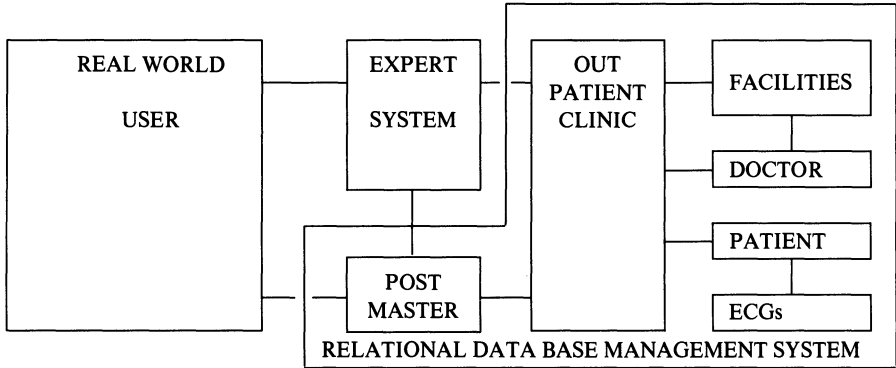 REAL WORLD
USER
EXPERT
SYSTEM
OUT
PATIENT
CLINIC
FACILITIES
DOCTOR
PATIENT
ECGs
POST
MASTER
RELATIONAL DATA BASE MANAGEMENT SYSTEM